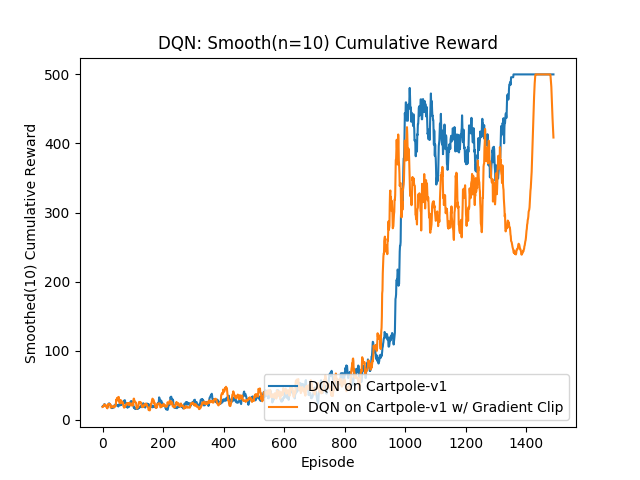 DQN: Smooth(n=10) Cumulative Reward
Smoothed(10) Cumulative Reward
500
400
300
200
100
0
DQN on Cartpole-v1
DQN on Cartpole-v1 w/ Gradient Clip
0 200 400 600 800 1000 1200 1400
Episode